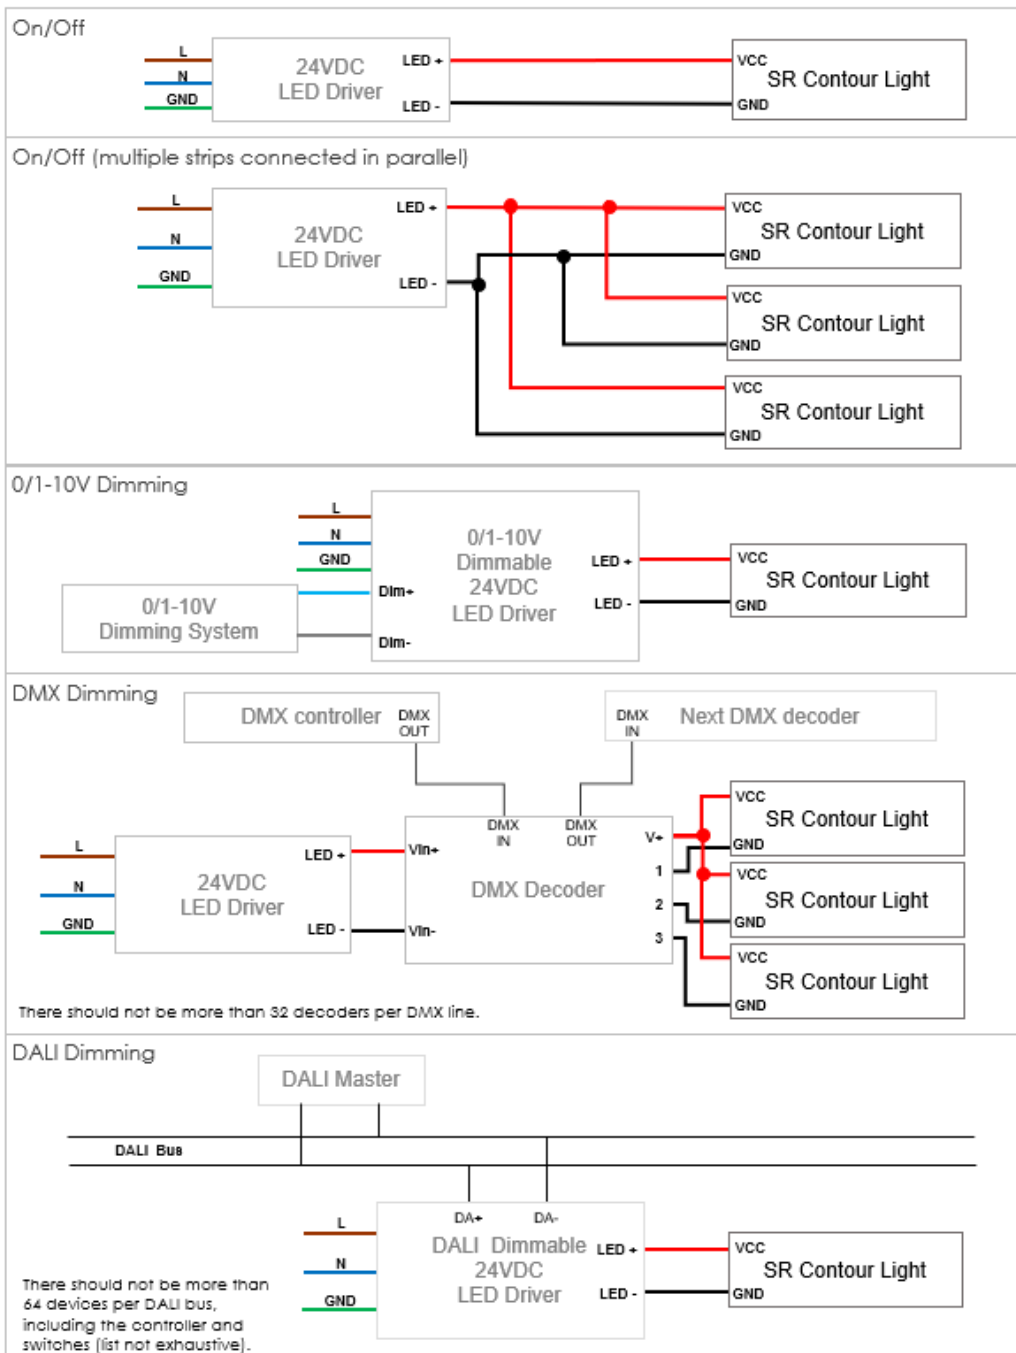 On/Off
L
N
GND
24VDC
LED Driver
LED +
LED -
VCC
SR Contour Light
GND
On/Off (multiple strips connected in parallel)
L
N
GND
24VDC
LED Driver
LED +
LED -
VCC
SR Contour Light
GND
VCC
SR Contour Light
GND
VCC
SR Contour Light
GND
0/1-10V Dimming
L
N
GND
0/1-10V
Dimming System
Dim+
Dim-
0/1-10V
Dimmable
24VDC
LED Driver
LED +
LED -
VCC
SR Contour Light
GND
DMX Dimming
DMX controller
DMX
OUT
DMX
IN
Next DMX decoder
L
N
GND
24VDC
LED Driver
LED +
LED -
Vin+
Vin-
DMX
IN
DMX
OUT
DMX Decoder
V+
1
2
3
VCC
SR Contour Light
GND
VCC
SR Contour Light
GND
VCC
SR Contour Light
GND
There should not be more than 32 decoders per DMX line.
DALI Dimming
DALI Master
DALI Bus
L
N
GND
DA+
DA-
DALI Dimmable
24VDC
LED Driver
LED +
LED -
VCC
SR Contour Light
GND
There should not be more than
64 devices per DALI bus,
including the controller and
switches (list not exhaustive).